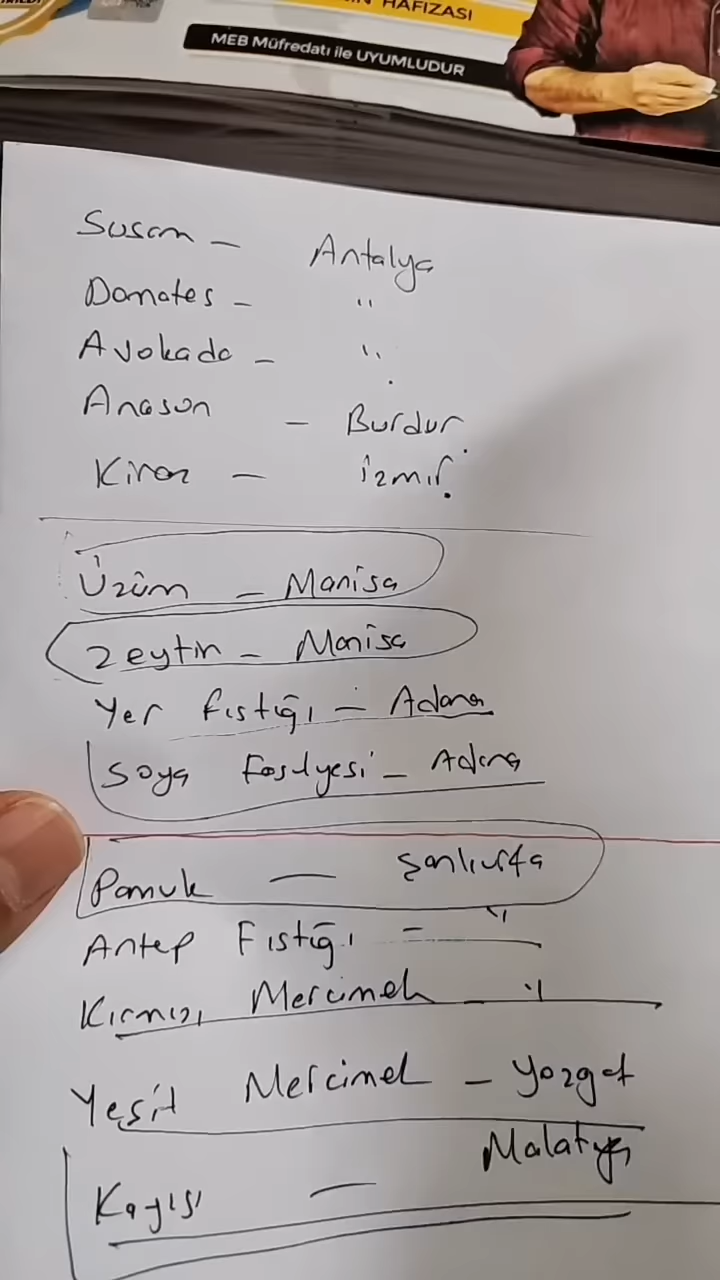 HAFIZASI
MEB Müfredatı ile UYUMLUDUR
Susam - Antalya
Domates - "
Avokado - "
Anason - Burdur
Kiraz - İzmir
Üzüm - Manisa
Zeytin - Manisa
Yer fıstığı - Adana
Soya Fasulyesi - Adana
Pamuk - Şanlıurfa
Antep Fıstığı - "
Kırmızı Mercimek - "
Yeşil Mercimek - Yozgat
Kayısı - Malatya